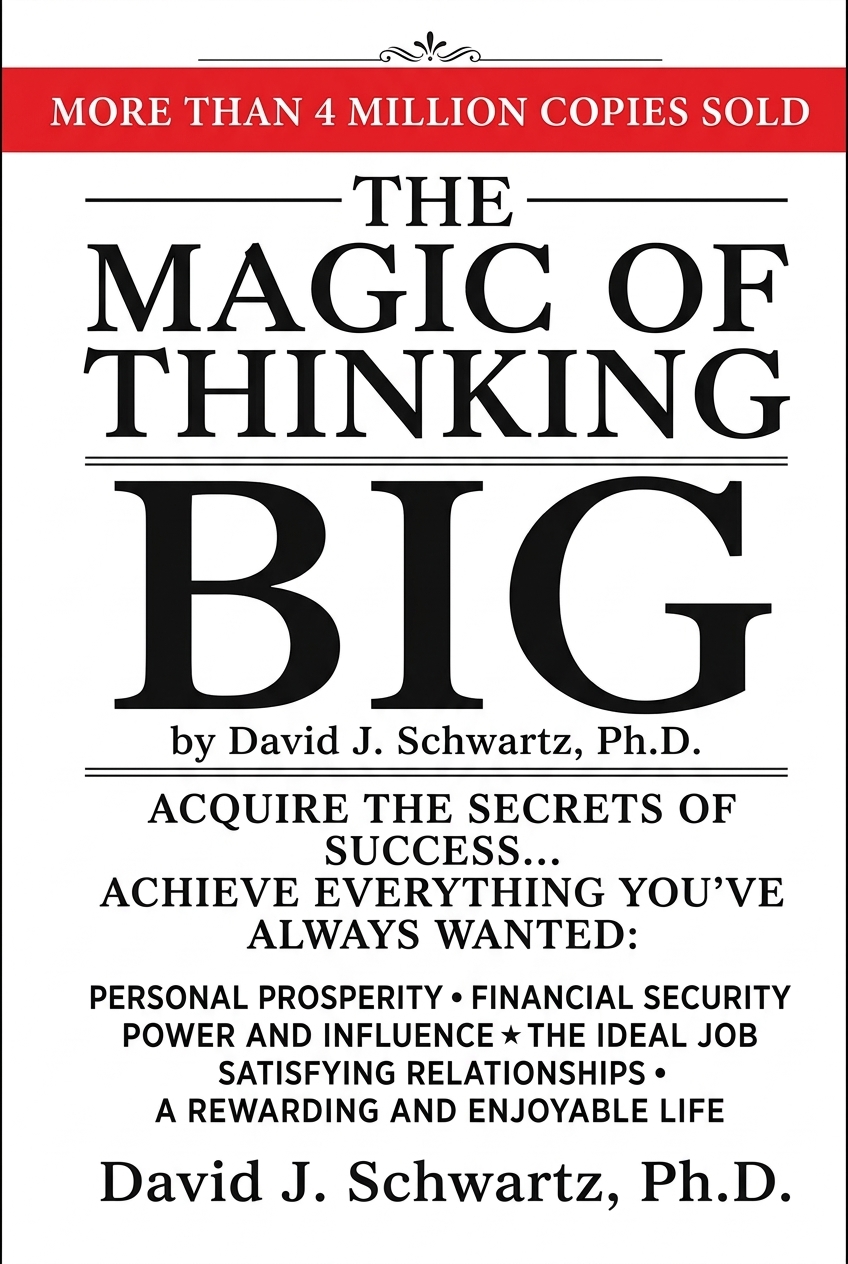 MORE THAN 4 MILLION COPIES SOLD
THE
MAGIC OF
THINKING
BIG
by David J. Schwartz, Ph.D.
ACQUIRE THE SECRETS OF
SUCCESS...
ACHIEVE EVERYTHING YOU’VE
ALWAYS WANTED:
PERSONAL PROSPERITY • FINANCIAL SECURITY
POWER AND INFLUENCE ★ THE IDEAL JOB
SATISFYING RELATIONSHIPS •
A REWARDING AND ENJOYABLE LIFE
David J. Schwartz, Ph.D.